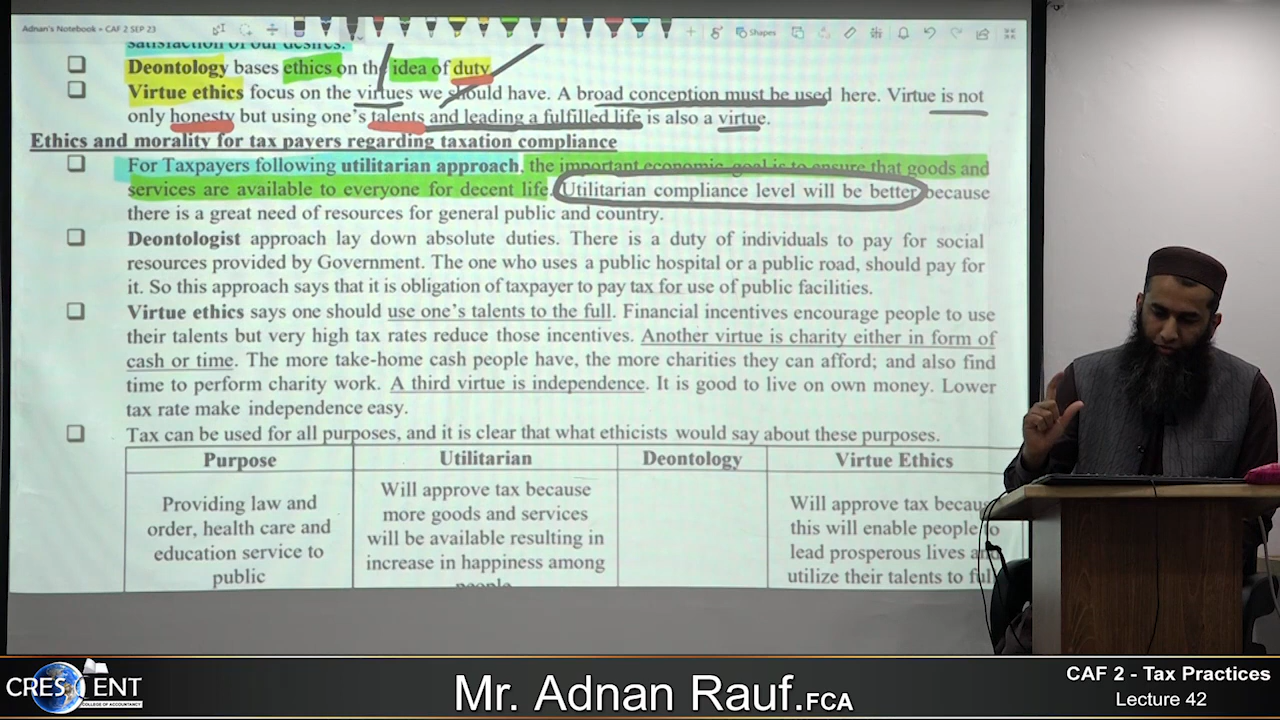 Adnan's Notebook » CAF 2 SEP 23
Shapes
satisfaction of our desires.
Deontology bases ethics on the idea of duty
Virtue ethics focus on the virtues we should have. A broad conception must be used here. Virtue is not
only honesty but using one's talents and leading a fulfilled life is also a virtue.
Ethics and morality for tax payers regarding taxation compliance
For Taxpayers following utilitarian approach, the important economic goal is to ensure that goods and
services are available to everyone for decent life. Utilitarian compliance level will be better because
there is a great need of resources for general public and country.
Deontologist approach lay down absolute duties. There is a duty of individuals to pay for social
resources provided by Government. The one who uses a public hospital or a public road, should pay for
it. So this approach says that it is obligation of taxpayer to pay tax for use of public facilities.
Virtue ethics says one should use one's talents to the full. Financial incentives encourage people to use
their talents but very high tax rates reduce those incentives. Another virtue is charity either in form of
cash or time. The more take-home cash people have, the more charities they can afford; and also find
time to perform charity work. A third virtue is independence. It is good to live on own money. Lower
tax rate make independence easy.
Tax can be used for all purposes, and it is clear that what ethicists would say about these purposes.
Purpose Utilitarian Deontology Virtue Ethics
Providing law and
order, health care and
education service to
public
Will approve tax because
more goods and services
will be available resulting in
increase in happiness among
people
Will approve tax becau
this will enable people to
lead prosperous lives and
utilize their talents to full
CRESCENT
COLLEGE OF ACCOUNTANCY
Mr. Adnan Rauf.FCA
CAF 2 - Tax Practices
Lecture 42